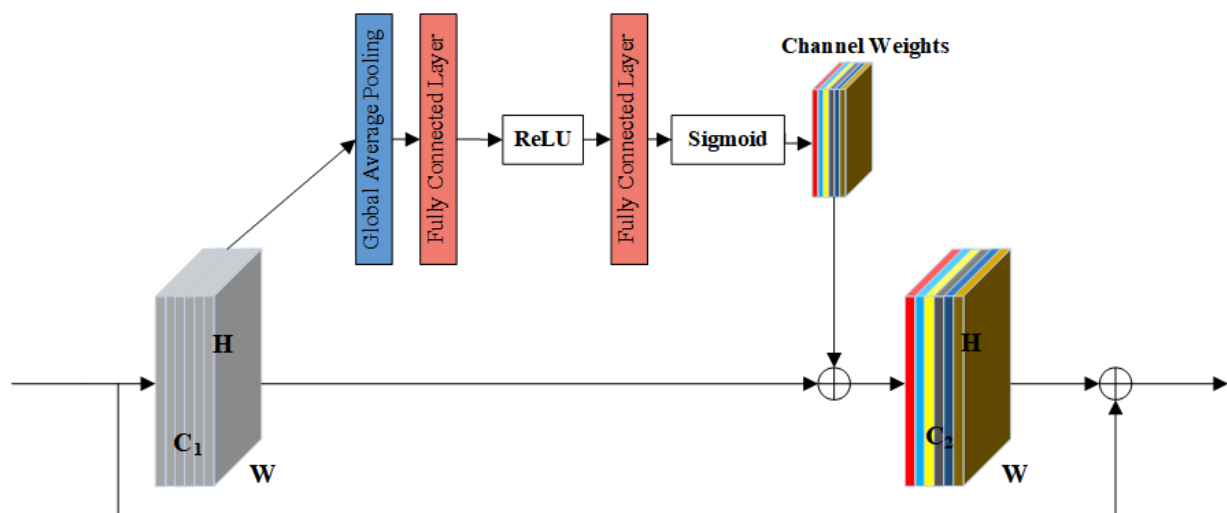 Channel Weights
Global Average Pooling
Fully Connected Layer
ReLU
Fully Connected Layer
Sigmoid
H
C₁
W
H
C₂
W